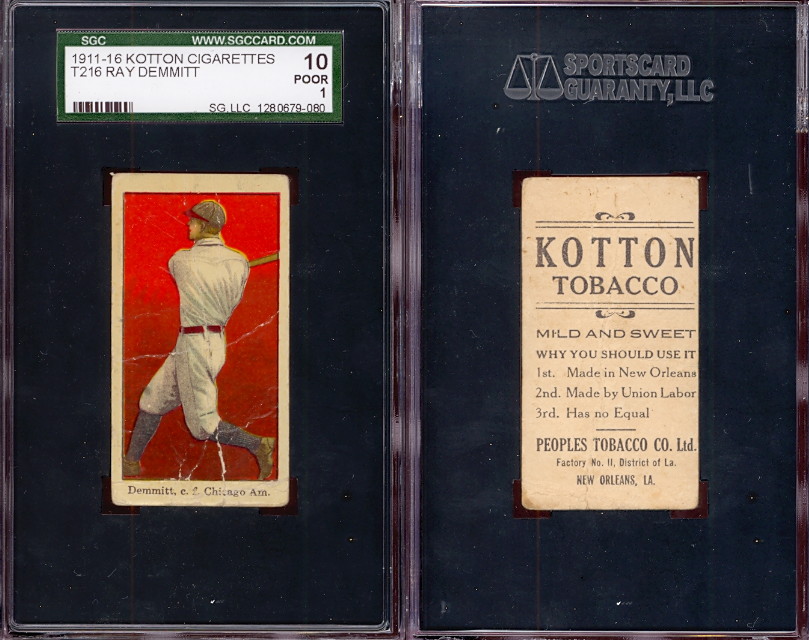 SGC WWW.SGCCARD.COM
1911-16 KOTTON CIGARETTES 10
T216 RAY DEMMITT POOR
1
SG,LLC 1280679-080
Demmitt, c. f. Chicago Am.
SPORTSCARD
GUARANTY, LLC
KOTTON
TOBACCO
MILD AND SWEET
WHY YOU SHOULD USE IT
1st. Made in New Orleans
2nd. Made by Union Labor
3rd. Has no Equal
PEOPLES TOBACCO CO. Ltd.
Factory No. 11, District of La.
NEW ORLEANS, LA.